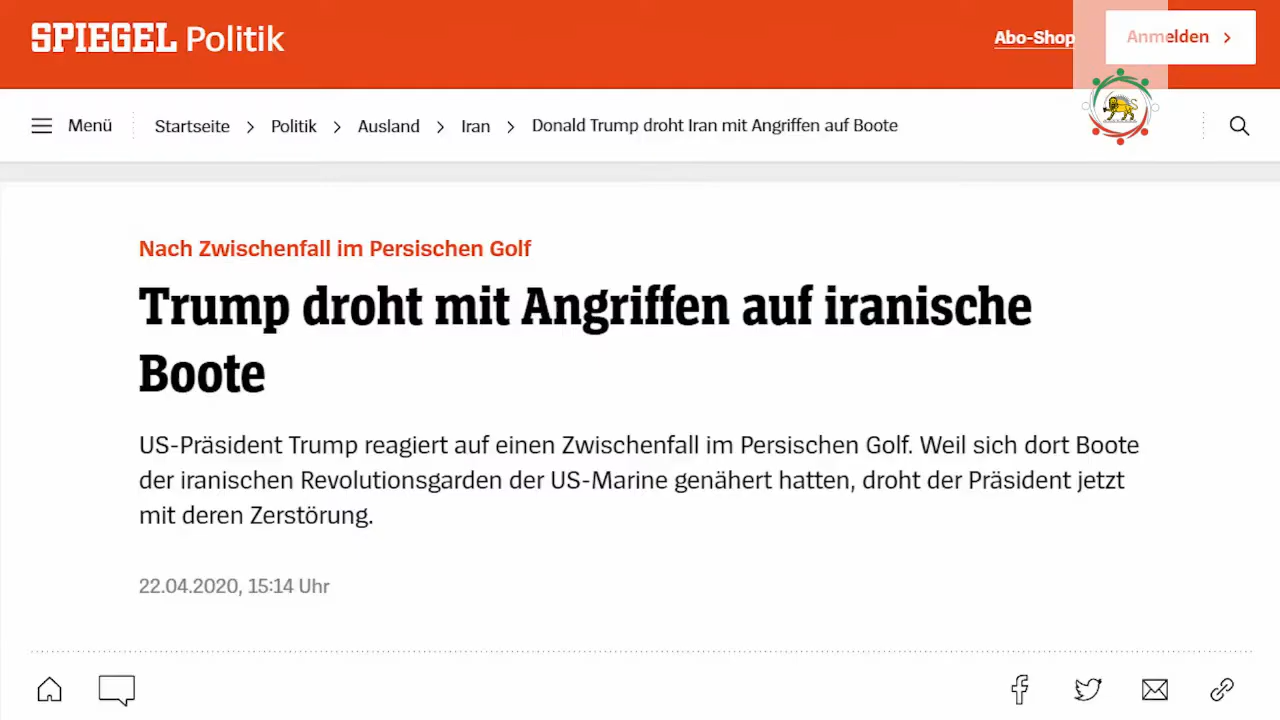 SPIEGEL Politik
Abo-Shop
Anmelden
Menü
Startseite
Politik
Ausland
Iran
Donald Trump droht Iran mit Angriffen auf Boote
Nach Zwischenfall im Persischen Golf
Trump droht mit Angriffen auf iranische
Boote
US-Präsident Trump reagiert auf einen Zwischenfall im Persischen Golf. Weil sich dort Boote
der iranischen Revolutionsgarden der US-Marine genähert hatten, droht der Präsident jetzt
mit deren Zerstörung.
22.04.2020, 15:14 Uhr